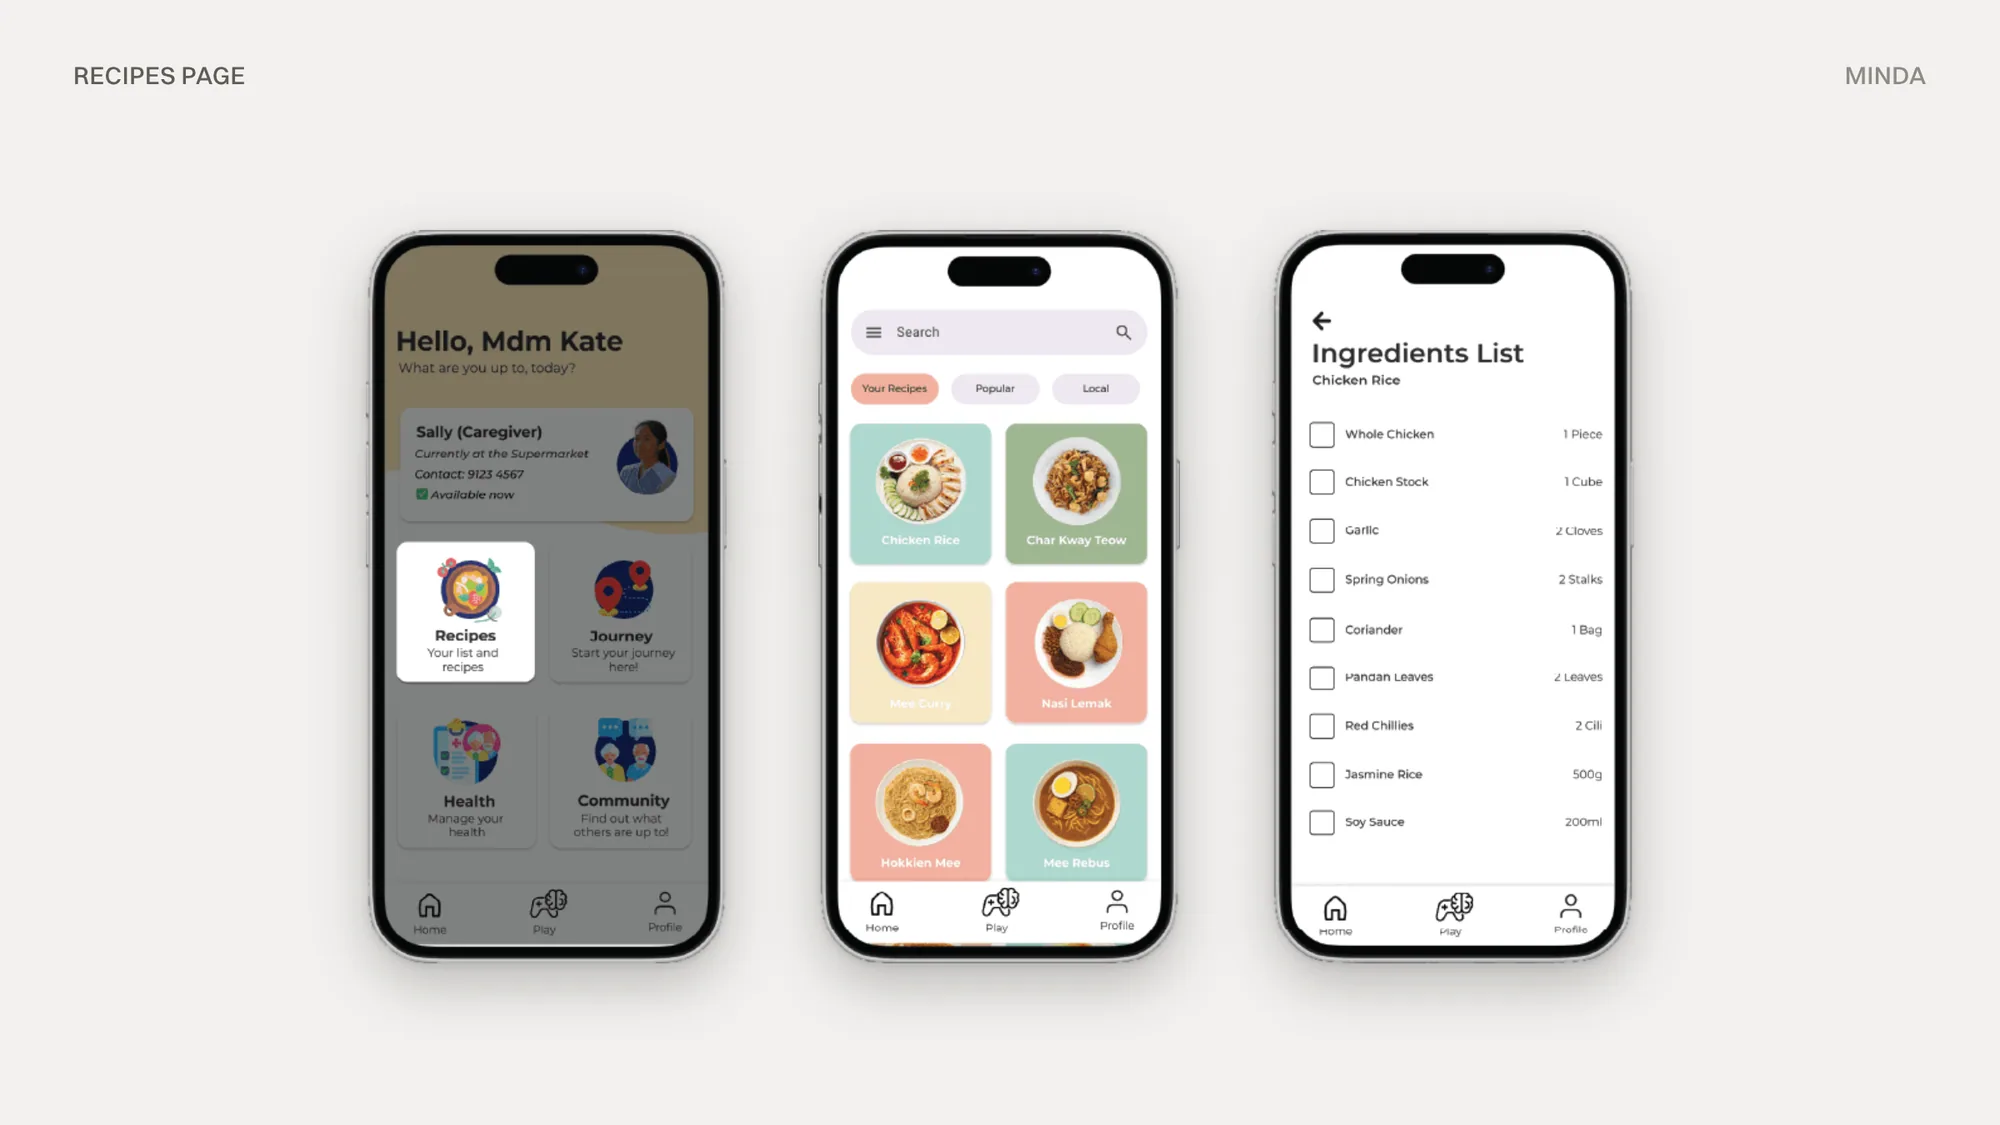 RECIPES PAGE
MINDA
Hello, Mdm Kate
What are you up to, today?
Sally (Caregiver)
Currently at the Supermarket
Contact: 9123 4567
Available now
Recipes
Your list and
recipes
Journey
Start your journey
here!
Health
Manage your
health
Community
Find out what
others are up to!
Home
Play
Profile
Search
Your Recipes
Popular
Local
Chicken Rice
Char Kway Teow
Mee Curry
Nasi Lemak
Hokkien Mee
Mee Rebus
Home
Play
Profile
Ingredients List
Chicken Rice
Whole Chicken 1 Piece
Chicken Stock 1 Cube
Garlic 2 Cloves
Spring Onions 2 Stalks
Coriander 1 Bag
Pandan Leaves 2 Leaves
Red Chillies 2 Cili
Jasmine Rice 500g
Soy Sauce 200ml
Home
Play
Profile